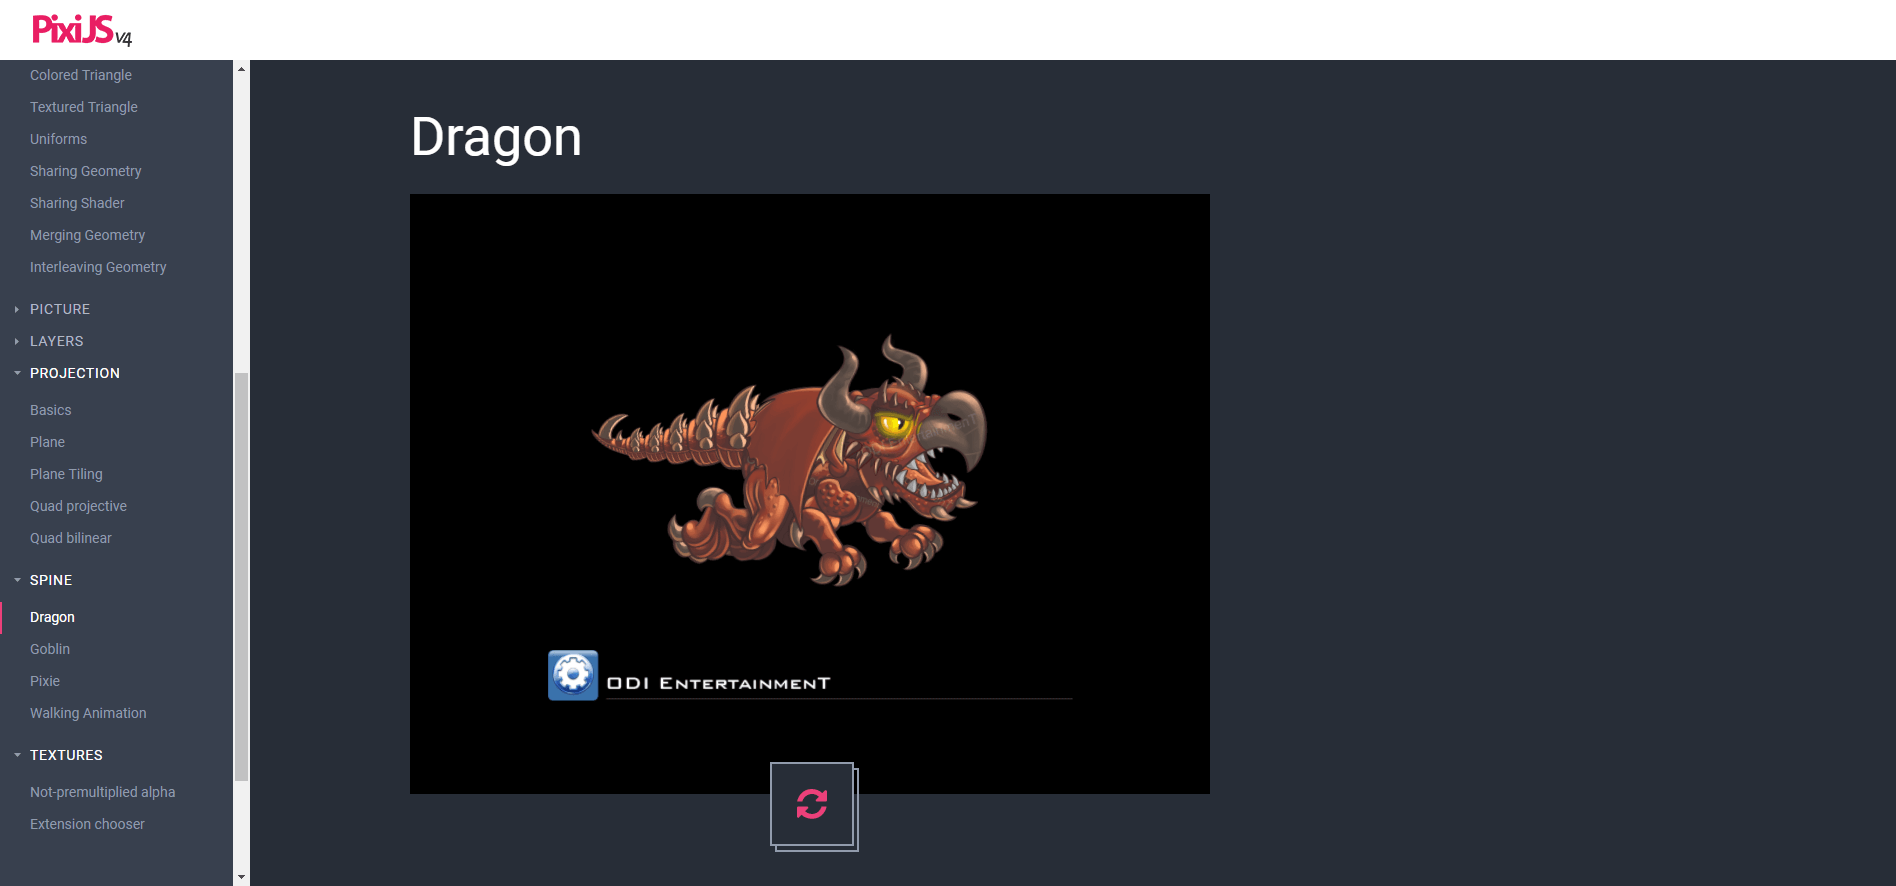 PixiJS v4
Colored Triangle
Textured Triangle
Uniforms
Sharing Geometry
Sharing Shader
Merging Geometry
Interleaving Geometry
PICTURE
LAYERS
PROJECTION
Basics
Plane
Plane Tiling
Quad projective
Quad bilinear
SPINE
Dragon
Goblin
Pixie
Walking Animation
TEXTURES
Not-premultiplied alpha
Extension chooser
Dragon
ODI ENTERTAINMENT